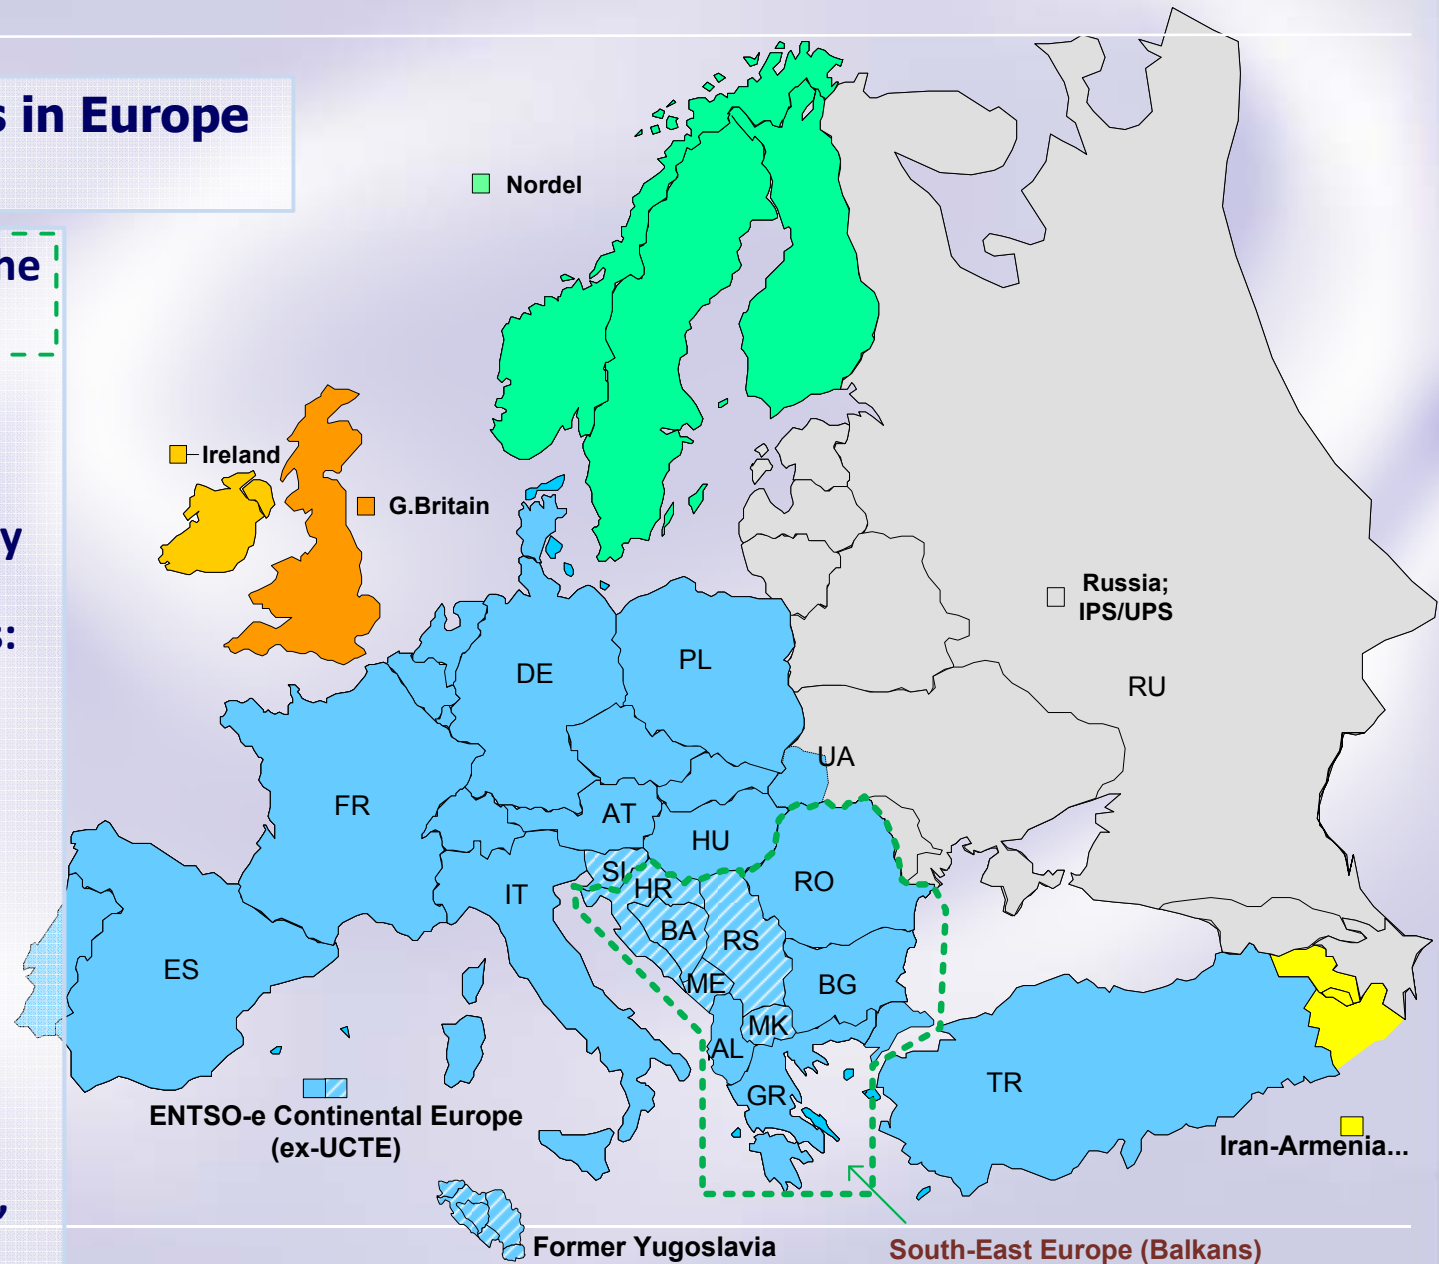 s in Europe
he
y
s:
,
Nordel
Ireland
G.Britain
Russia;
IPS/UPS
RU
DE
PL
UA
FR
AT
HU
SI
HR
RO
IT
BA
RS
ES
ME
BG
MK
AL
GR
TR
ENTSO-e Continental Europe
(ex-UCTE)
Iran-Armenia...
Former Yugoslavia
South-East Europe (Balkans)